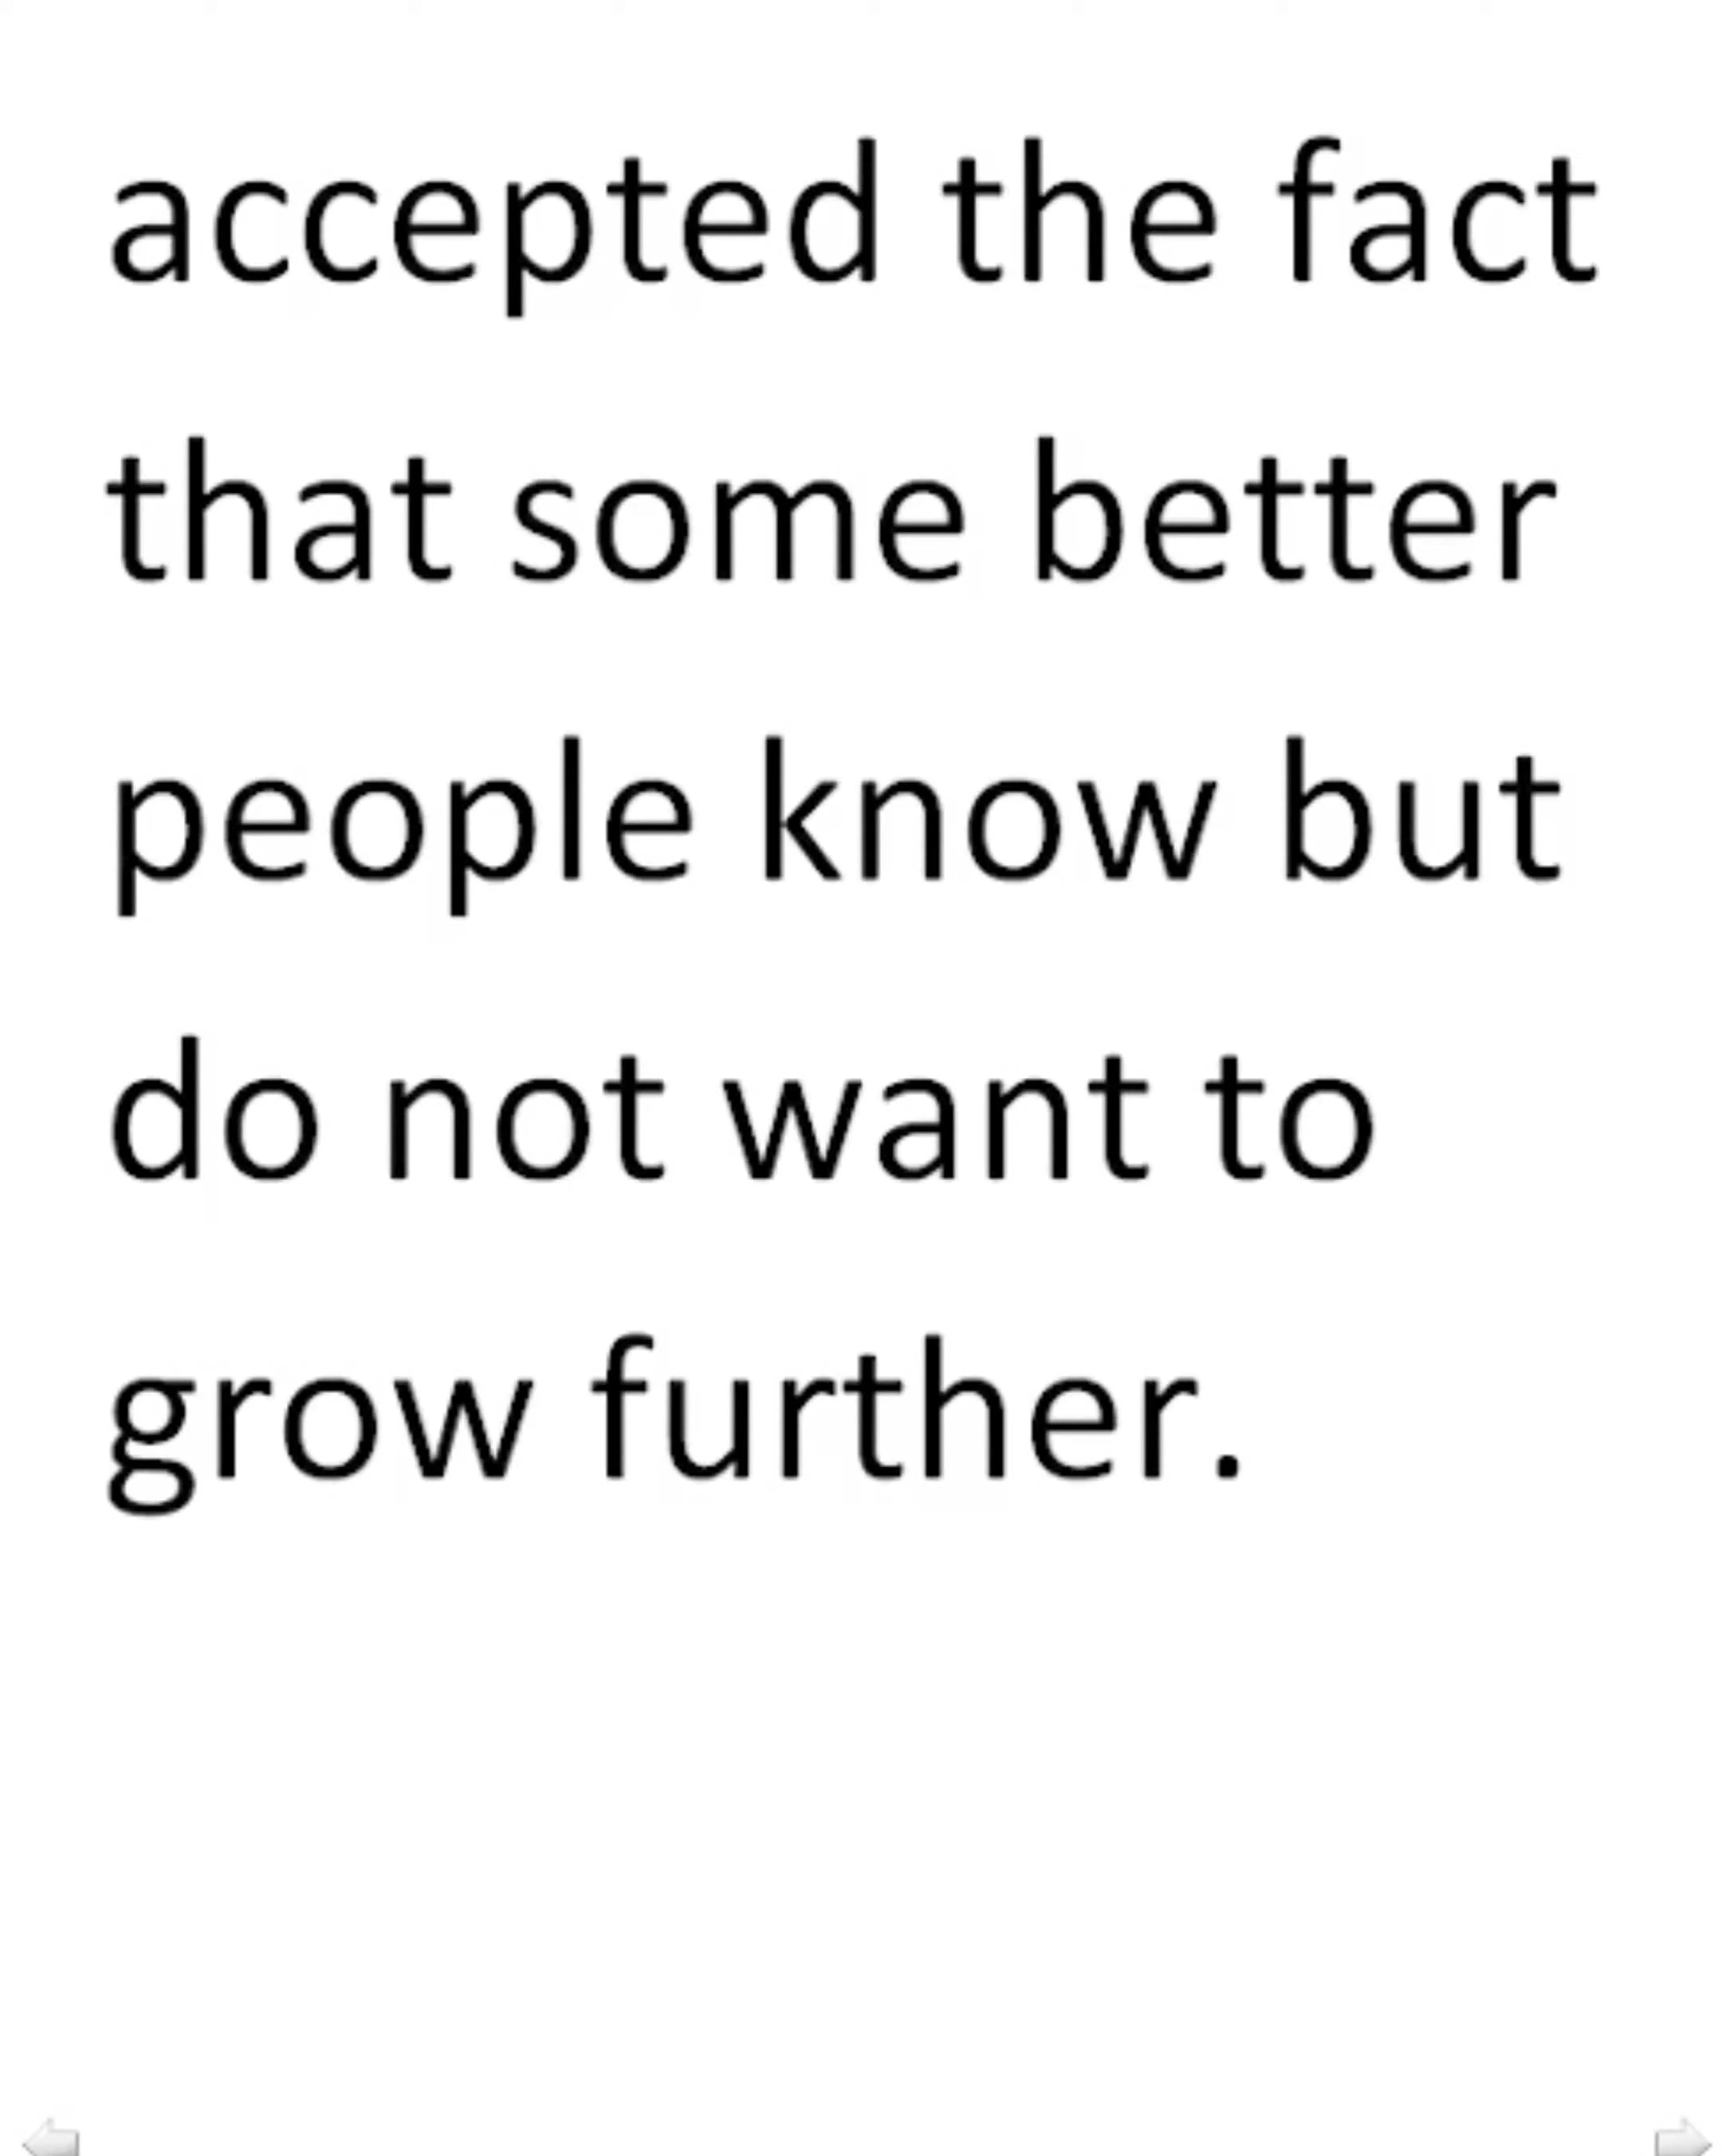 accepted the fact
that some better
people know but
do not want to
grow further.